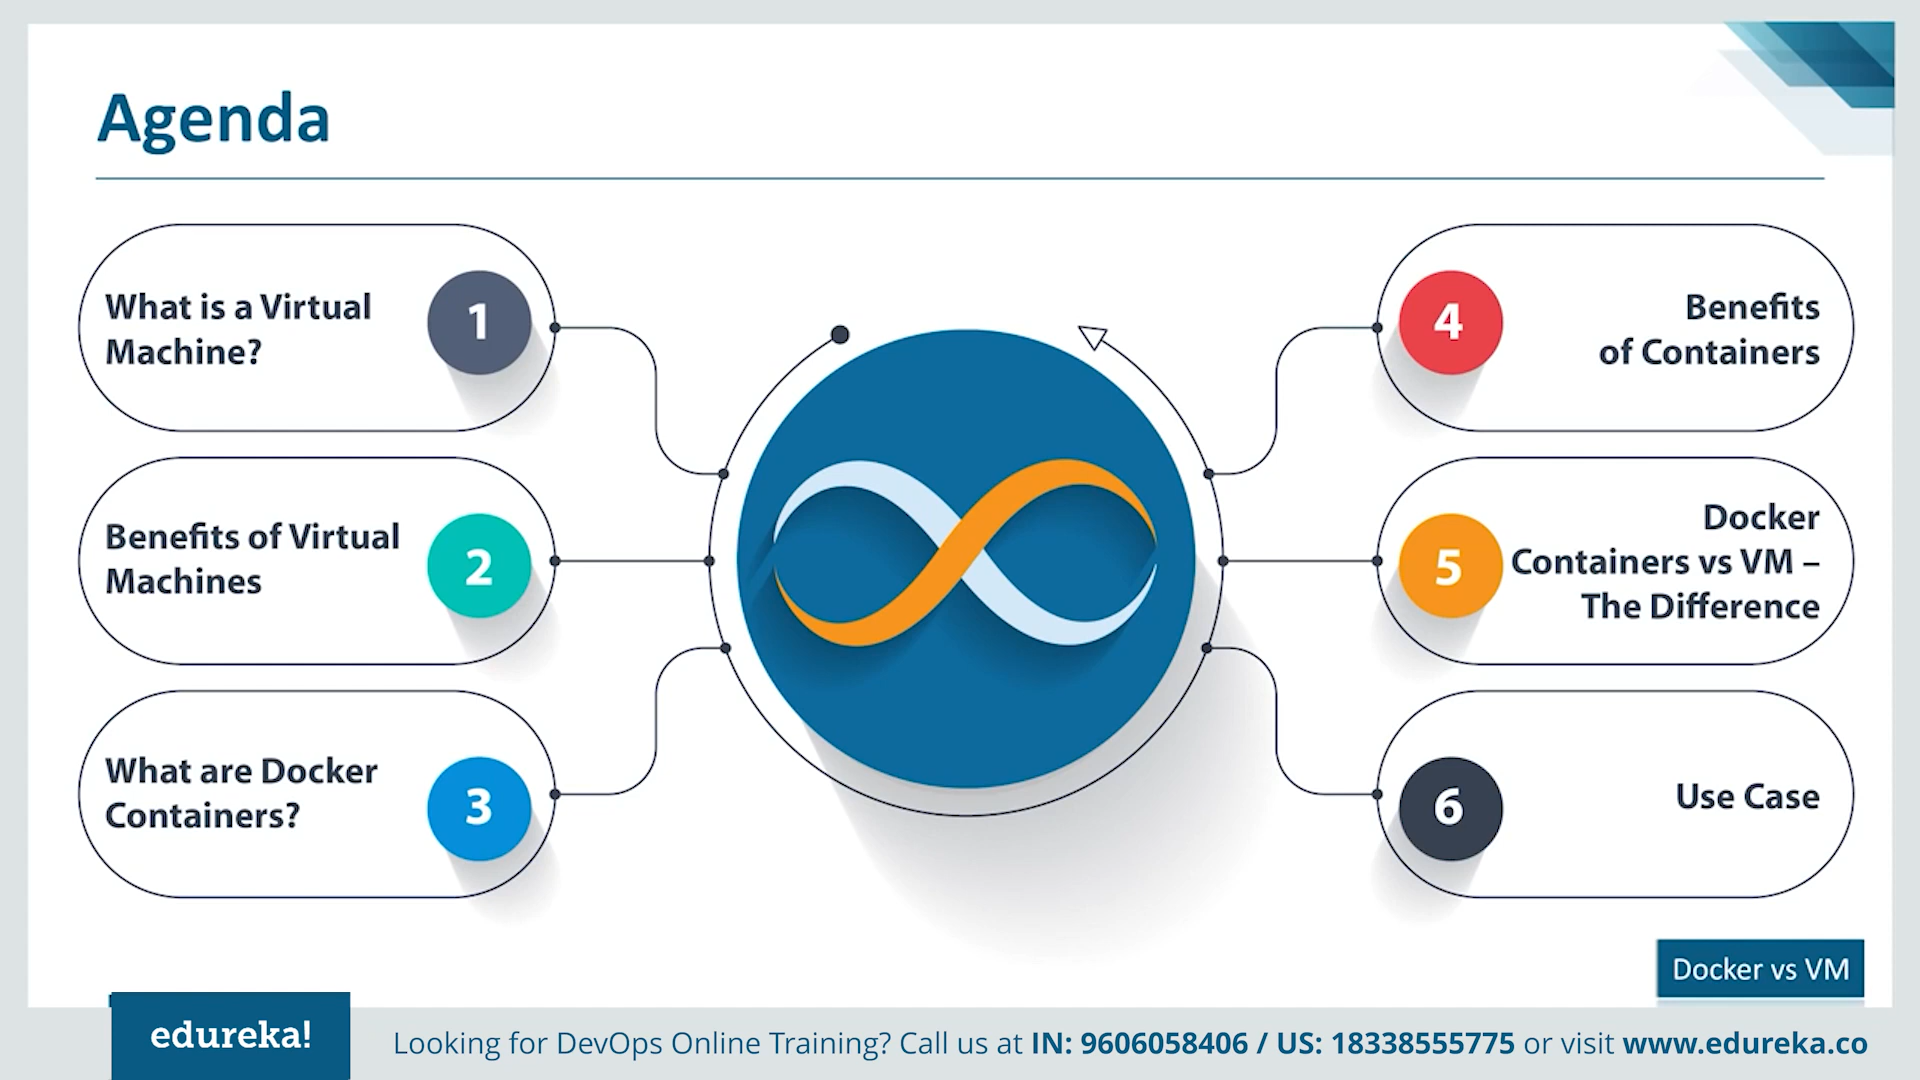 Agenda
What is a Virtual
Machine?
1
Benefits of Virtual
Machines
2
What are Docker
Containers?
3
4
Benefits
of Containers
5
Docker
Containers vs VM –
The Difference
6
Use Case
Docker vs VM
edureka!
Looking for DevOps Online Training? Call us at IN: 9606058406 / US: 18338555775 or visit www.edureka.co